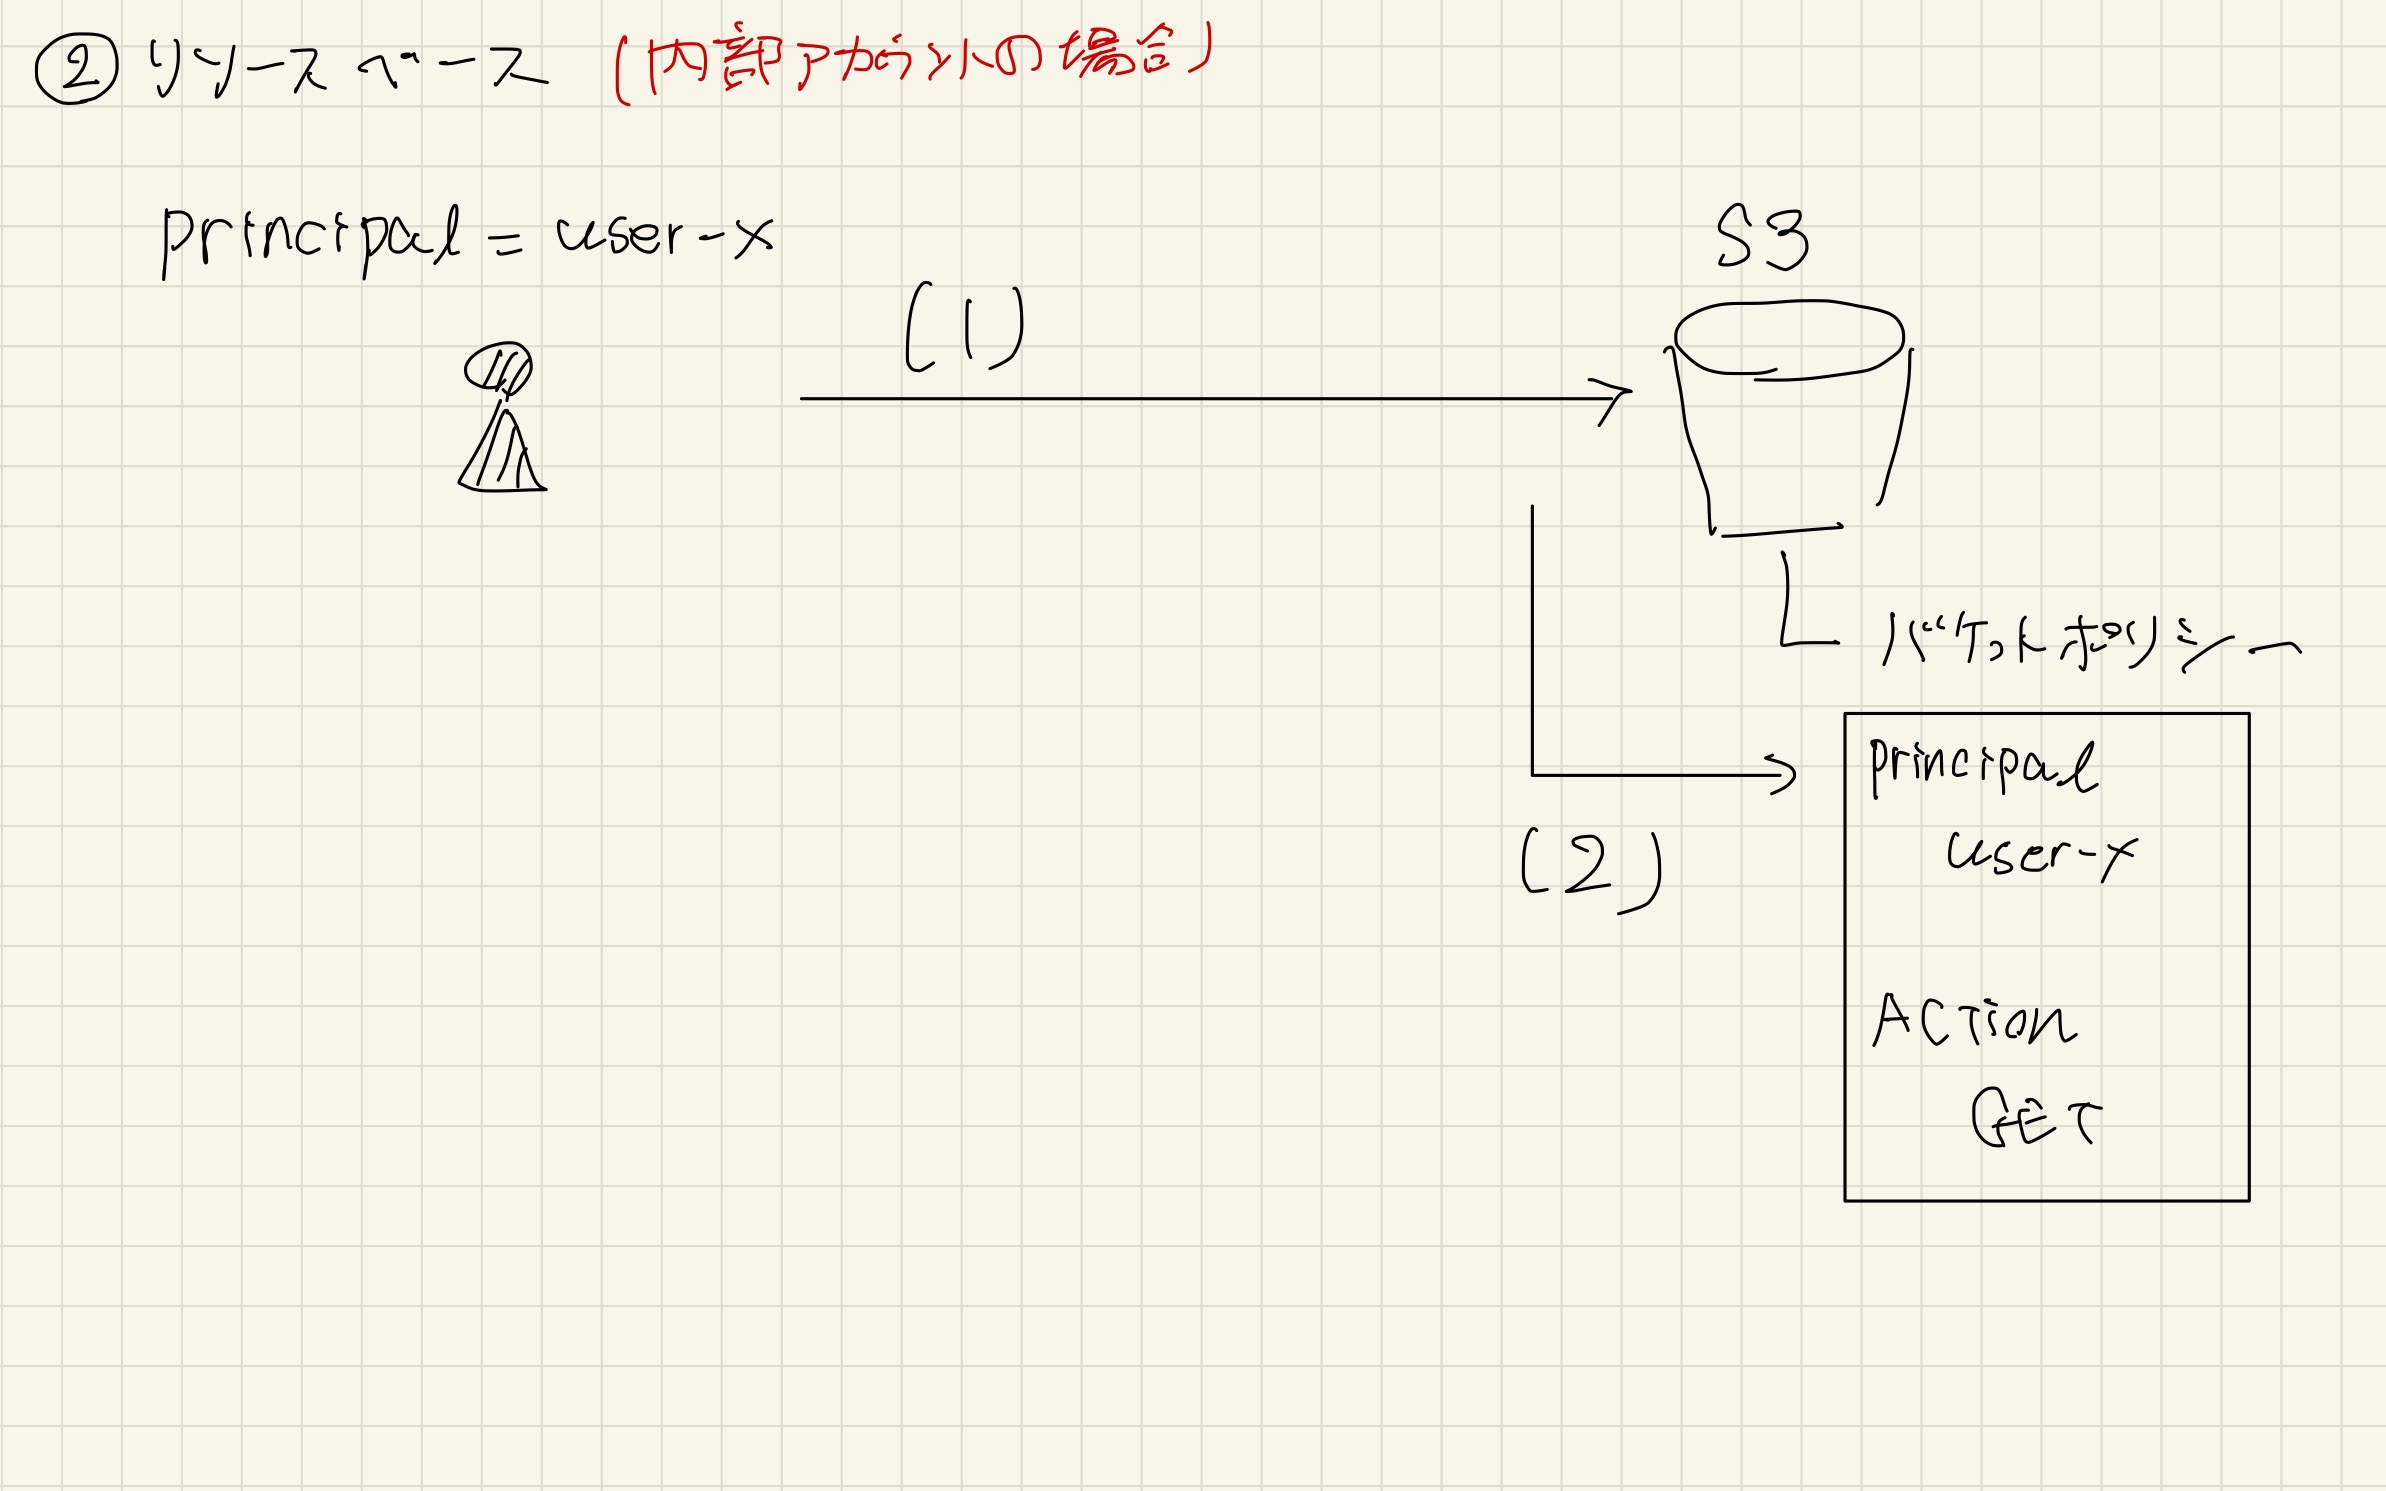 ② リソースベース (内部アカウントの場合)
principal = user-x
S3
(1)
バケットポリシー
principal
user-x
(2)
Action
GET